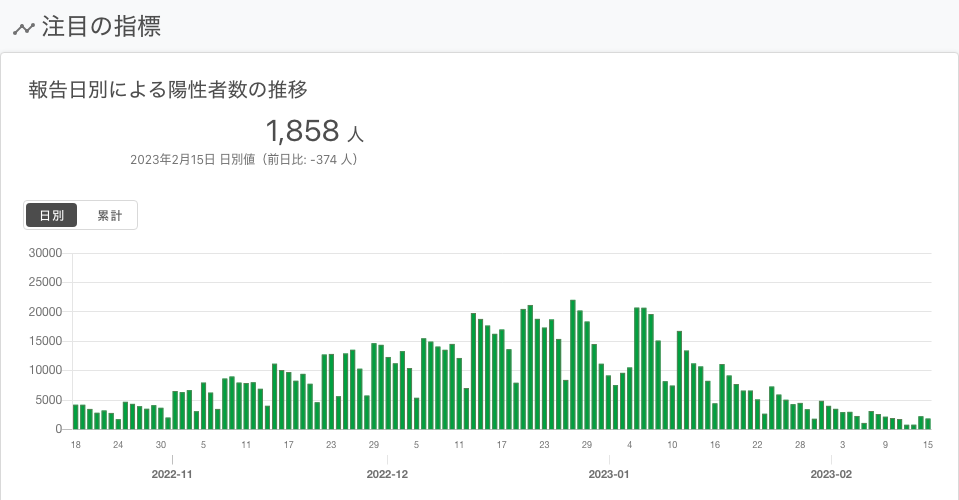 注目の指標
報告日別による陽性者数の推移
1,858 人
2023年2月15日 日別値（前日比: -374 人）
日別 累計
30000
25000
20000
15000
10000
5000
0
18 24 30 5 11 17 23 29 5 11 17 23 29 4 10 16 22 28 3 9 15
2022-11 2022-12 2023-01 2023-02